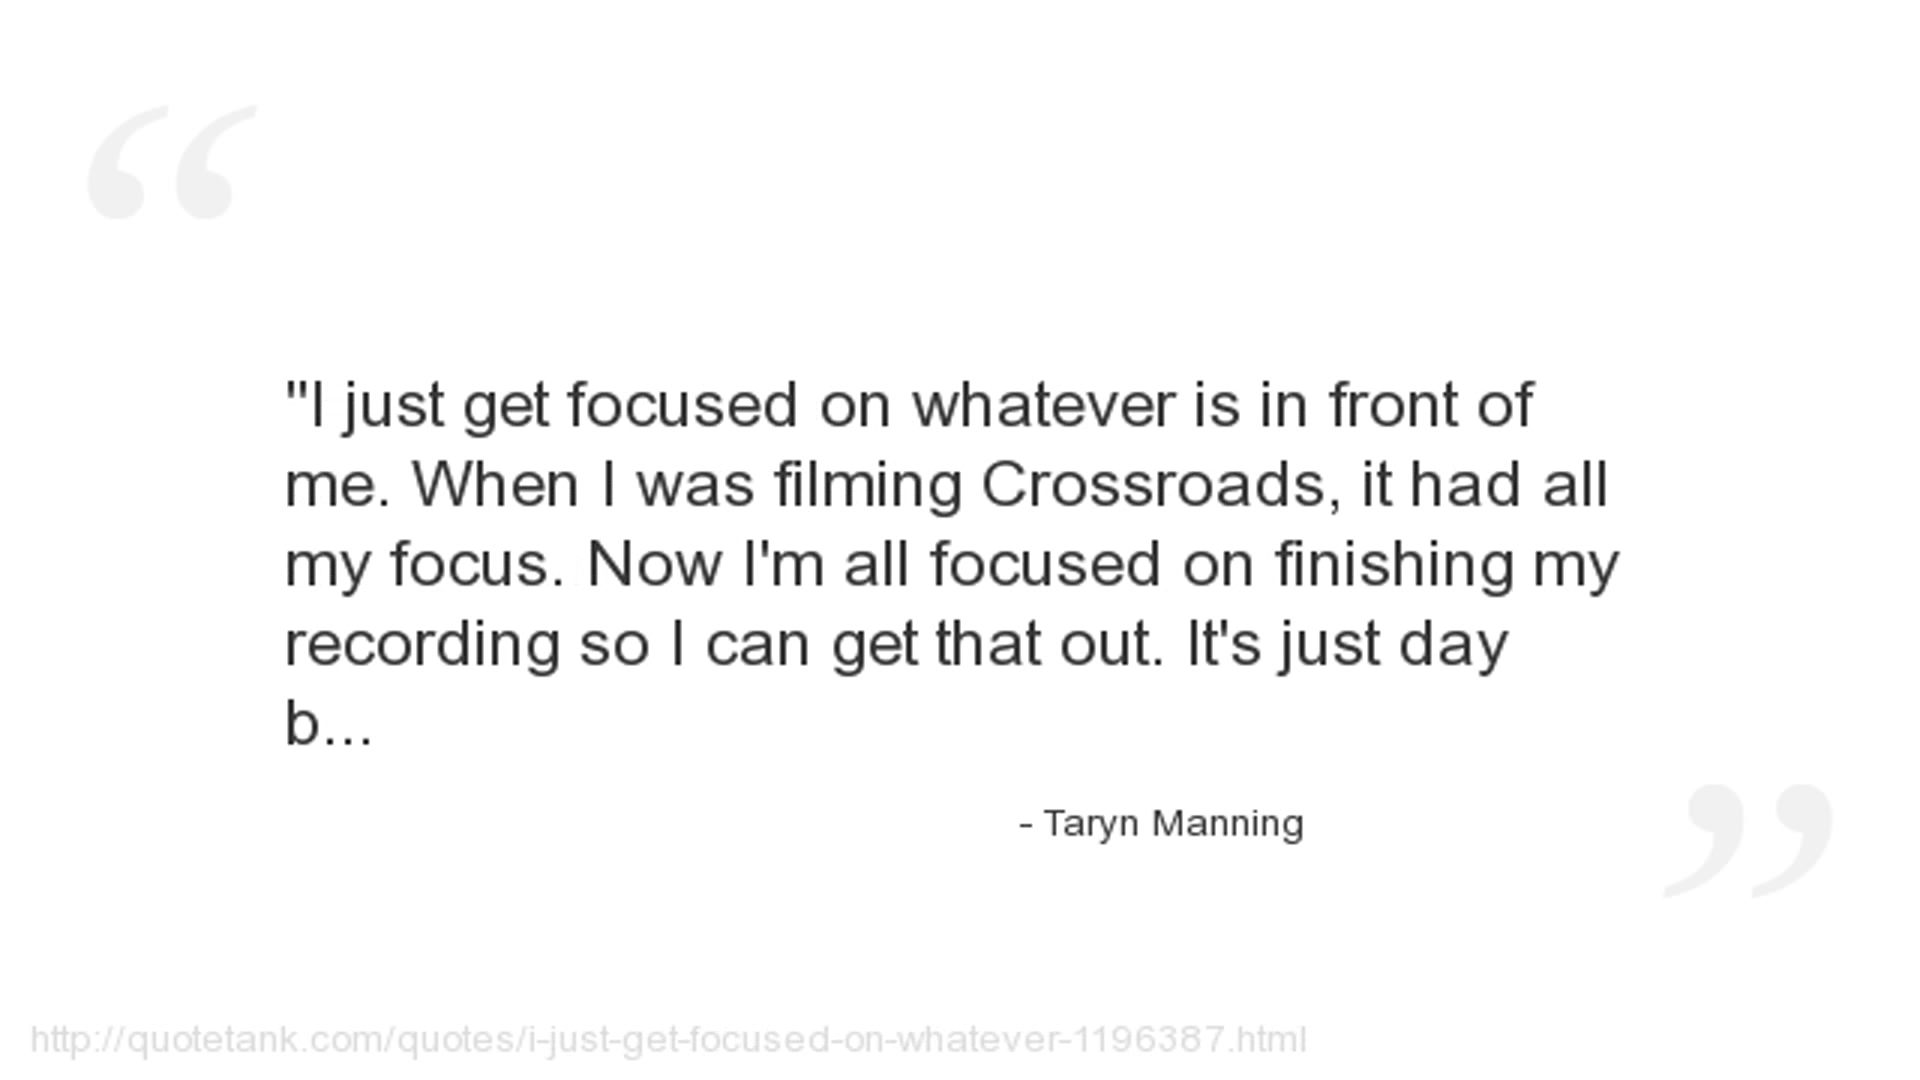 "I just get focused on whatever is in front of
me. When I was filming Crossroads, it had all
my focus. Now I'm all focused on finishing my
recording so I can get that out. It's just day
b...
- Taryn Manning
http://quotetank.com/quotes/i-just-get-focused-on-whatever-1196387.html